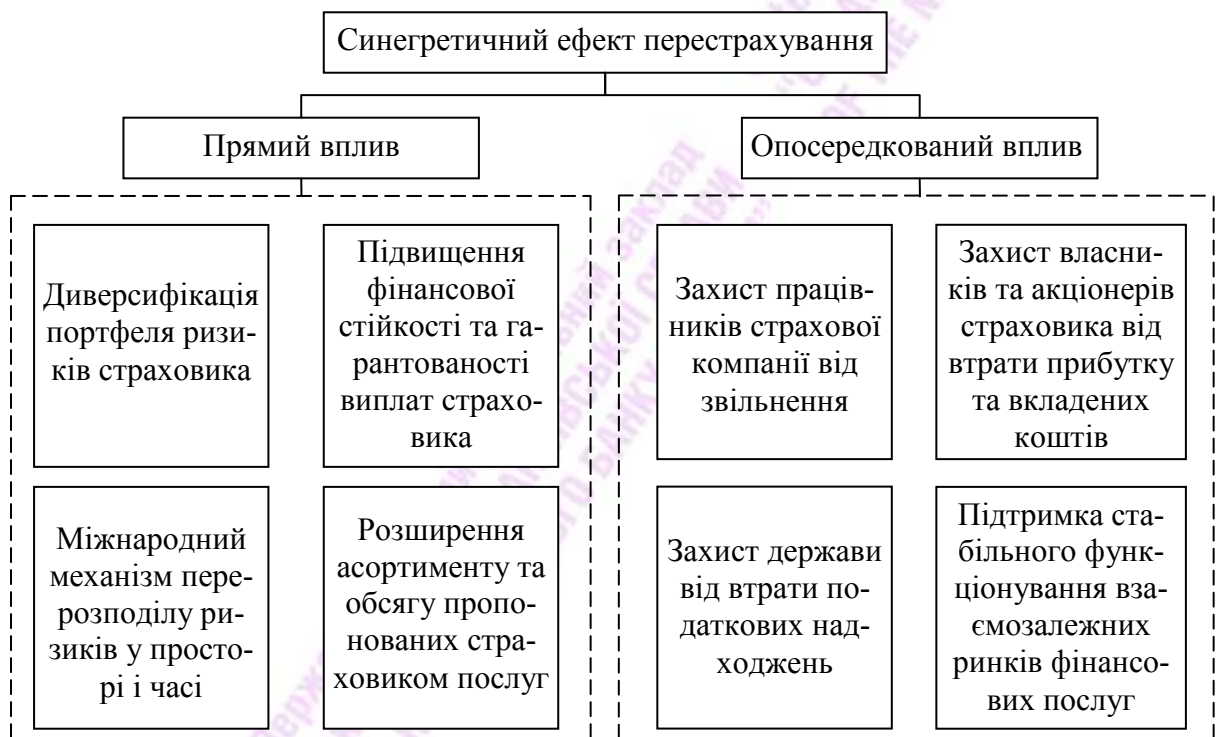 Синегретичний ефект перестрахування
Прямий вплив
Опосередкований вплив
Диверсифікація
портфеля ризи-
ків страховика
Підвищення
фінансової
стійкості та га-
рантованості
виплат страхо-
вика
Захист праців-
ників страхової
компанії від
звільнення
Захист власни-
ків та акціонерів
страховика від
втрати прибутку
та вкладених
коштів
Міжнародний
механізм пере-
розподілу ри-
зиків у просто-
рі і часі
Розширення
асортименту та
обсягу пропо-
нованих стра-
ховиком послуг
Захист держави
від втрати по-
даткових над-
ходжень
Підтримка ста-
більного функ-
ціонування вза-
ємозалежних
ринків фінансо-
вих послуг